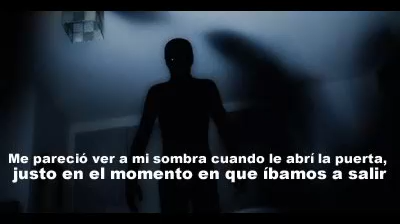 Me pareció ver a mi sombra cuando le abrí la puerta,
justo en el momento en que íbamos a salir